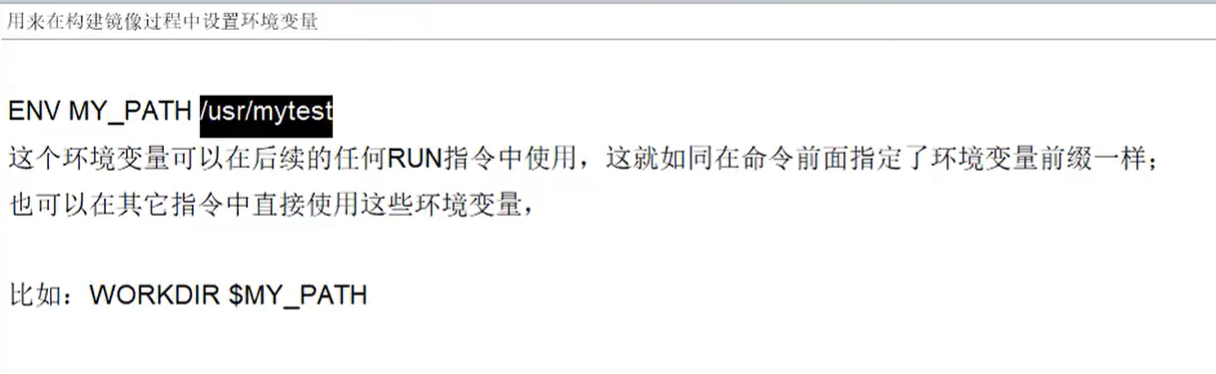 用来在构建镜像过程中设置环境变量
ENV MY_PATH /usr/mytest
这个环境变量可以在后续的任何RUN指令中使用，这就如同在命令前面指定了环境变量前缀一样；
也可以在其它指令中直接使用这些环境变量，
比如：WORKDIR $MY_PATH